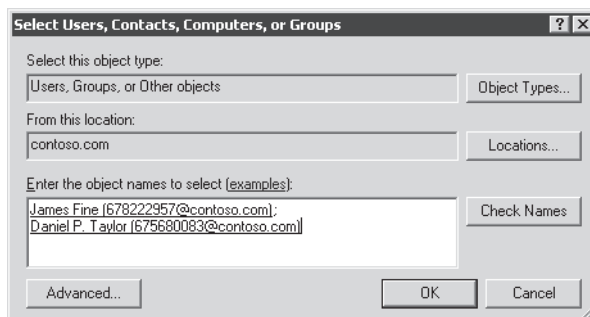 Select Users, Contacts, Computers, or Groups
Select this object type:
Users, Groups, or Other objects
Object Types...
From this location:
contoso.com
Locations...
Enter the object names to select (examples):
James Fine (678222957@contoso.com);
Daniel P. Taylor (675680083@contoso.com)
Check Names
Advanced...
OK
Cancel